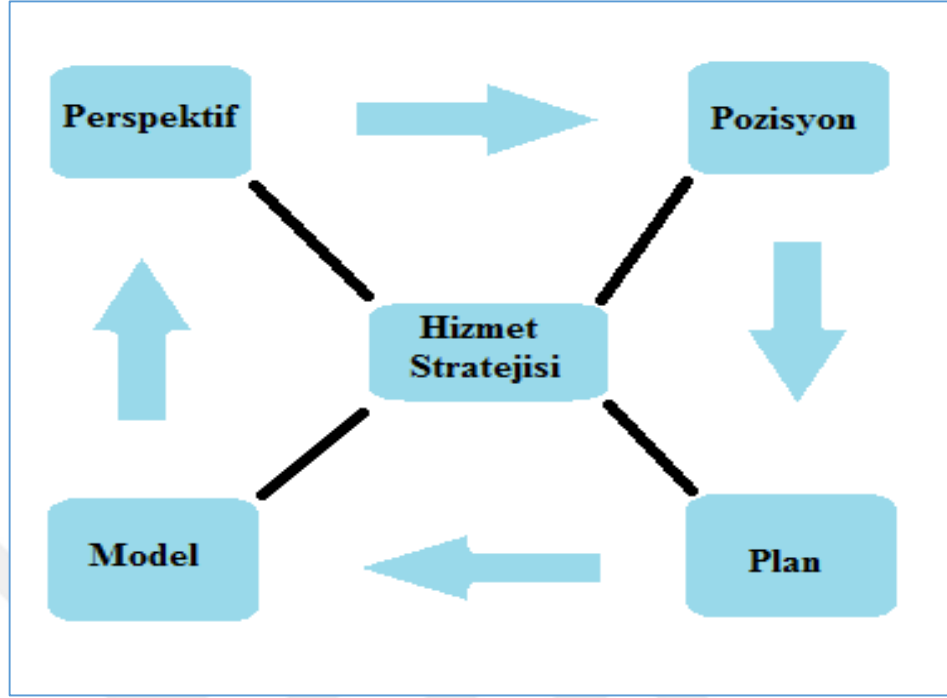 Perspektif
Pozisyon
Hizmet
Stratejisi
Model
Plan